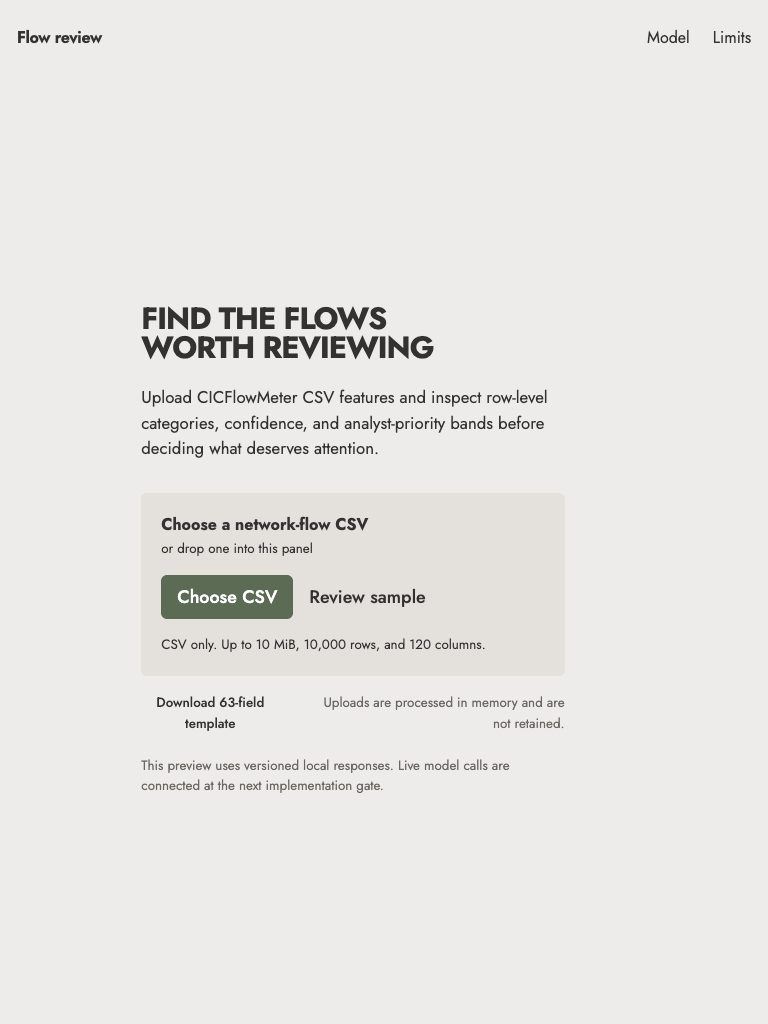 Flow review
Model
Limits
FIND THE FLOWS
WORTH REVIEWING
Upload CICFlowMeter CSV features and inspect row-level
categories, confidence, and analyst-priority bands before
deciding what deserves attention.
Choose a network-flow CSV
or drop one into this panel
Choose CSV
Review sample
CSV only. Up to 10 MiB, 10,000 rows, and 120 columns.
Download 63-field
template
Uploads are processed in memory and are
not retained.
This preview uses versioned local responses. Live model calls are
connected at the next implementation gate.